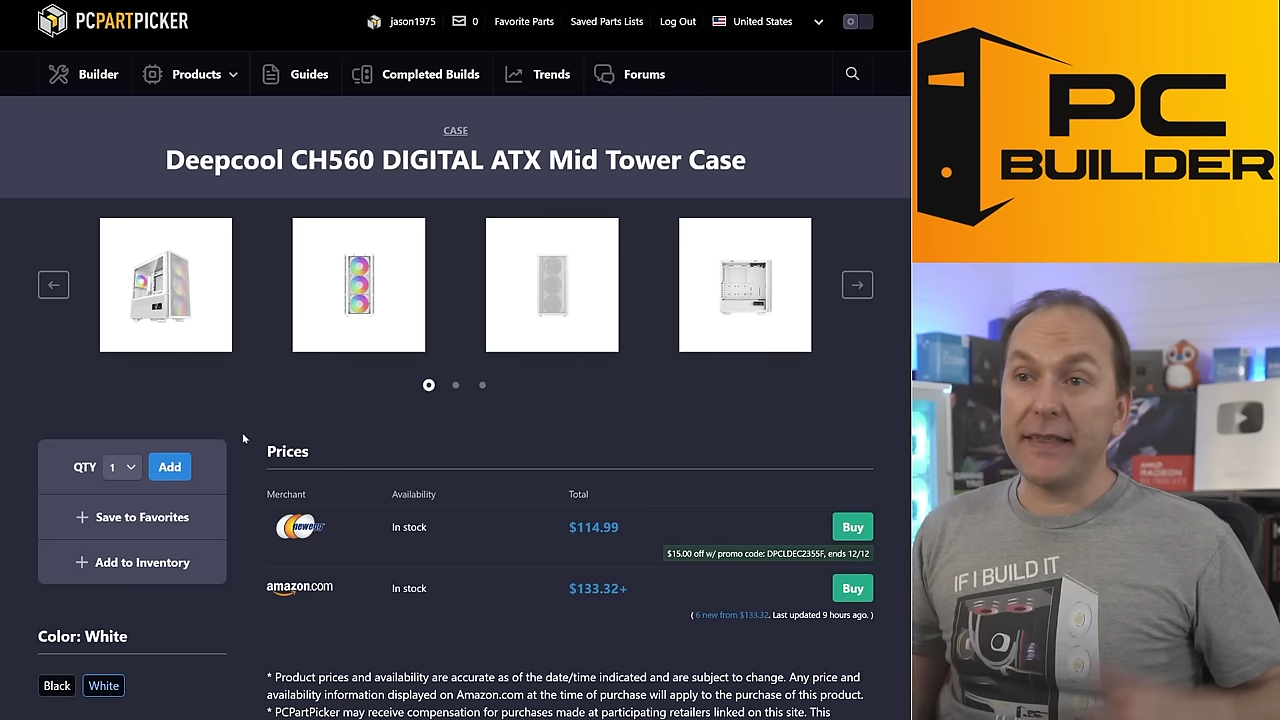 PCPARTPICKER
jason1975
0
Favorite Parts
Saved Parts Lists
Log Out
United States
Builder
Products
Guides
Completed Builds
Trends
Forums
CASE
Deepcool CH560 DIGITAL ATX Mid Tower Case
QTY
1
Add
Save to Favorites
Add to Inventory
Color: White
Black
White
Prices
Merchant
Availability
Total
newegg
In stock
$114.99
Buy
$15.00 off w/ promo code: DPCLDEC2355F, ends 12/12
amazon.com
In stock
$133.32+
Buy
( 6 new from $133.32. Last updated 9 hours ago. )
* Product prices and availability are accurate as of the date/time indicated and are subject to change. Any price and
availability information displayed on Amazon.com at the time of purchase will apply to the purchase of this product.
* PCPartPicker may receive compensation for purchases made at participating retailers linked on this site. This
PC
BUILDER
AMD
RADEON
IF I BUILD IT